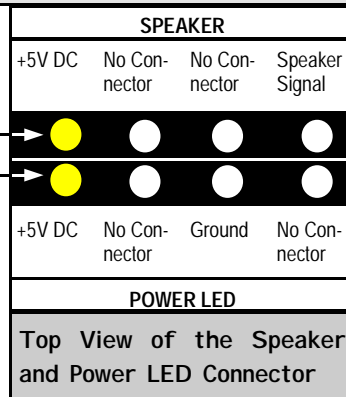 SPEAKER
+5V DC No Con- No Con- Speaker
nector nector Signal
+5V DC No Con- Ground No Con-
nector nector
POWER LED
Top View of the Speaker
and Power LED Connector